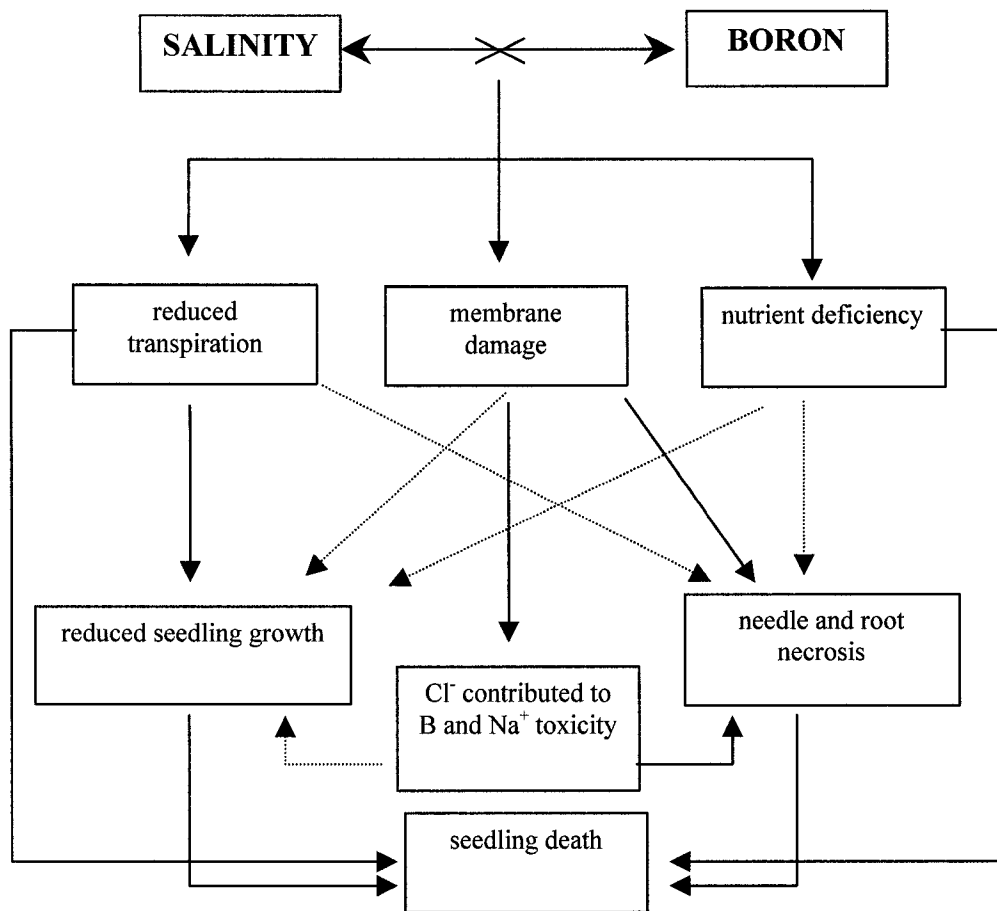 SALINITY
BORON
reduced
transpiration
membrane
damage
nutrient deficiency
reduced seedling growth
needle and root
necrosis
Cl⁻ contributed to
B and Na⁺ toxicity
seedling death